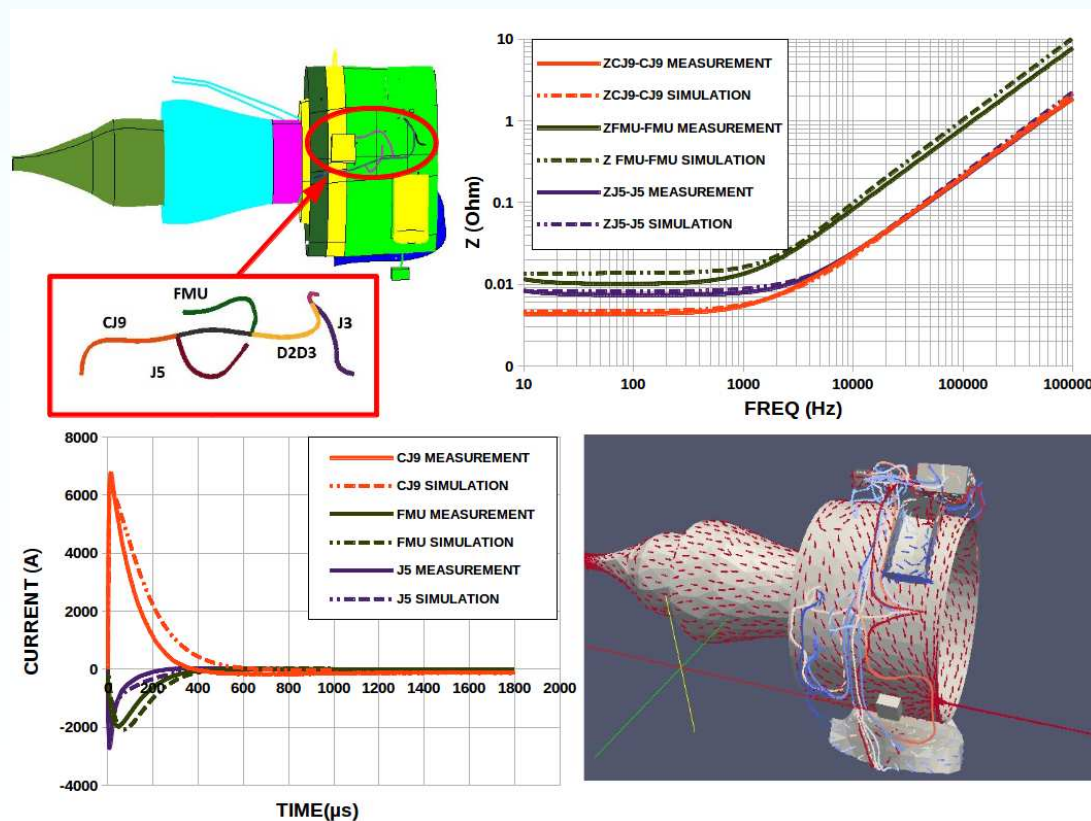 FMU
CJ9
J3
D2D3
J5
10
1
0.1
0.01
0
Z (Ohm)
ZCJ9-CJ9 MEASUREMENT
ZCJ9-CJ9 SIMULATION
ZFMU-FMU MEASUREMENT
Z FMU-FMU SIMULATION
ZJ5-J5 MEASUREMENT
ZJ5-J5 SIMULATION
10 100 1000 10000 100000 100000
FREQ (Hz)
8000
6000
4000
2000
0
-2000
-4000
CURRENT (A)
CJ9 MEASUREMENT
CJ9 SIMULATION
FMU MEASUREMENT
FMU SIMULATION
J5 MEASUREMENT
J5 SIMULATION
0 200 400 600 800 1000 1200 1400 1600 1800 2000
TIME(µs)